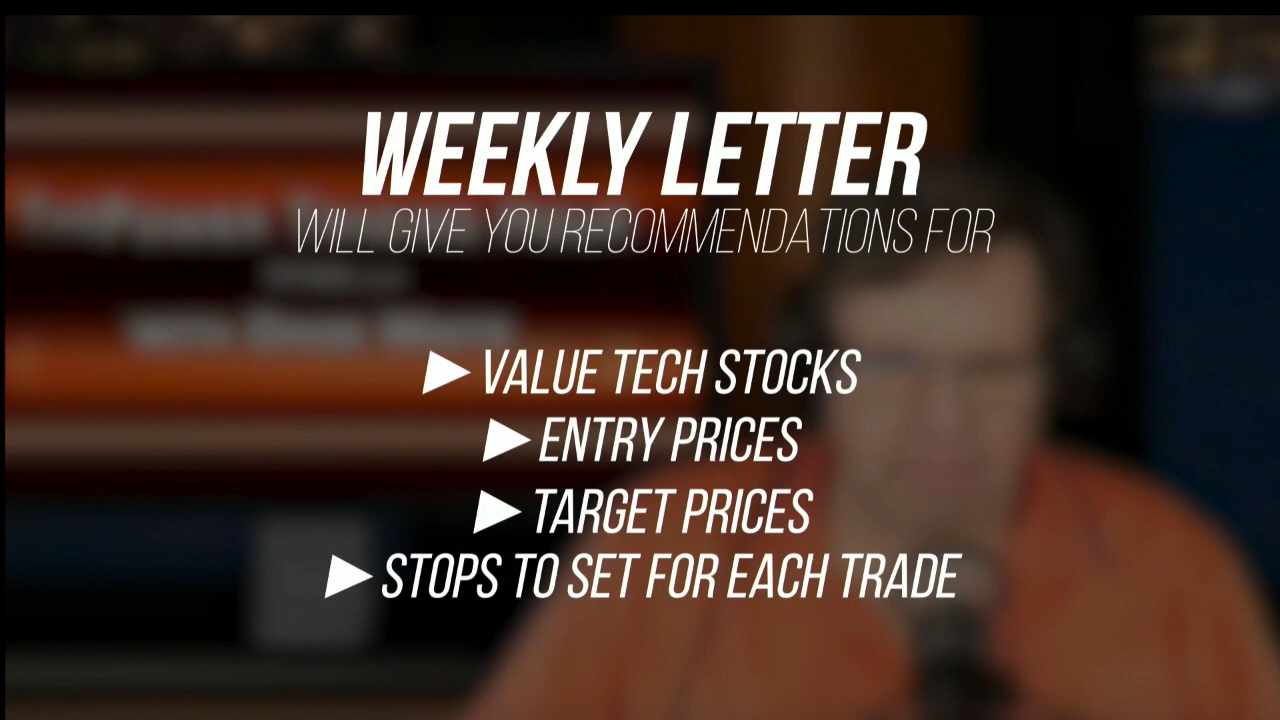 WEEKLY LETTER
WILL GIVE YOU RECOMMENDATIONS FOR
▶ VALUE TECH STOCKS
▶ ENTRY PRICES
▶ TARGET PRICES
▶ STOPS TO SET FOR EACH TRADE